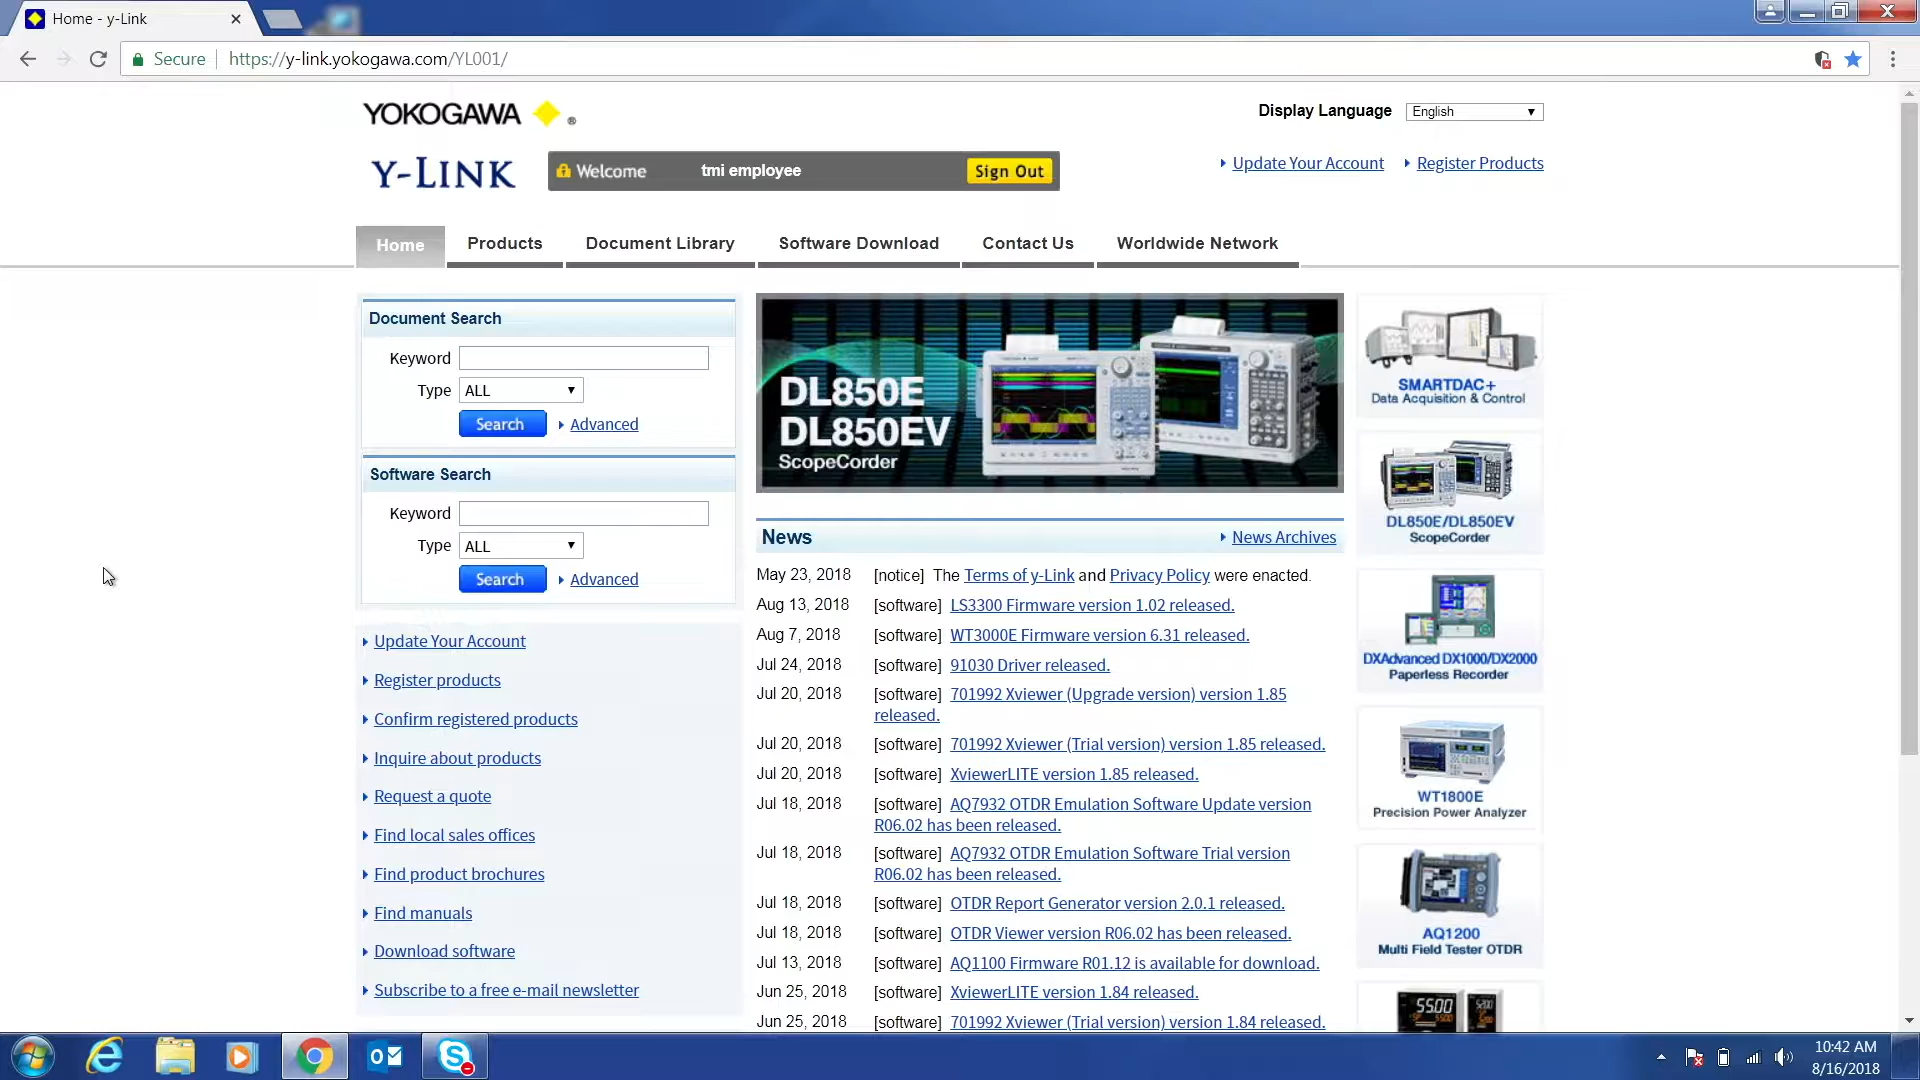 Home - y-Link
Secure https://y-link.yokogawa.com/YL001/
YOKOGAWA ®
Display Language English
Y-LINK
Welcome tmi employee Sign Out
Update Your Account Register Products
Home Products Document Library Software Download Contact Us Worldwide Network
Document Search
Keyword
Type ALL
Search Advanced
Software Search
Keyword
Type ALL
Search Advanced
Update Your Account
Register products
Confirm registered products
Inquire about products
Request a quote
Find local sales offices
Find product brochures
Find manuals
Download software
Subscribe to a free e-mail newsletter
DL850E
DL850EV
ScopeCorder
News News Archives
May 23, 2018 [notice] The Terms of y-Link and Privacy Policy were enacted.
Aug 13, 2018 [software] LS3300 Firmware version 1.02 released.
Aug 7, 2018 [software] WT3000E Firmware version 6.31 released.
Jul 24, 2018 [software] 91030 Driver released.
Jul 20, 2018 [software] 701992 Xviewer (Upgrade version) version 1.85
released.
Jul 20, 2018 [software] 701992 Xviewer (Trial version) version 1.85 released.
Jul 20, 2018 [software] XviewerLITE version 1.85 released.
Jul 18, 2018 [software] AQ7932 OTDR Emulation Software Update version
R06.02 has been released.
Jul 18, 2018 [software] AQ7932 OTDR Emulation Software Trial version
R06.02 has been released.
Jul 18, 2018 [software] OTDR Report Generator version 2.0.1 released.
Jul 18, 2018 [software] OTDR Viewer version R06.02 has been released.
Jul 13, 2018 [software] AQ1100 Firmware R01.12 is available for download.
Jun 25, 2018 [software] XviewerLITE version 1.84 released.
Jun 25, 2018 [software] 701992 Xviewer (Trial version) version 1.84 released.
SMARTDAC+
Data Acquisition & Control
DL850E/DL850EV
ScopeCorder
DXAdvanced DX1000/DX2000
Paperless Recorder
WT1800E
Precision Power Analyzer
AQ1200
Multi Field Tester OTDR
55.00
10:42 AM
8/16/2018